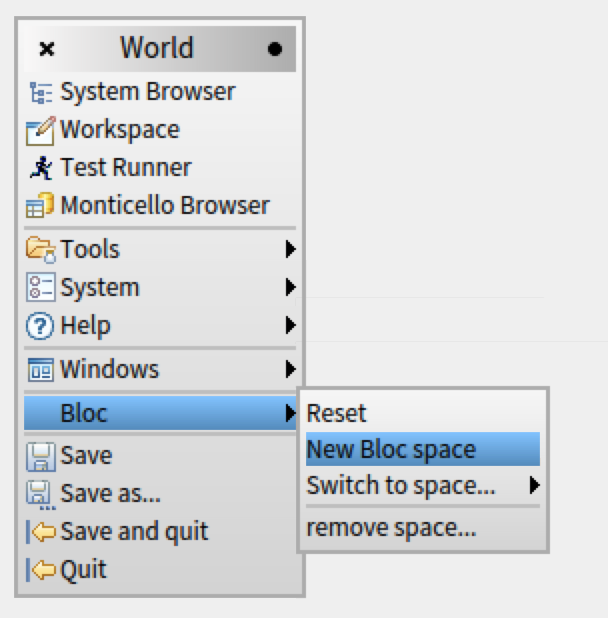 World
System Browser
Workspace
Test Runner
Monticello Browser
Tools
System
Help
Windows
Bloc
Save
Save as...
Save and quit
Quit
Reset
New Bloc space
Switch to space...
remove space...